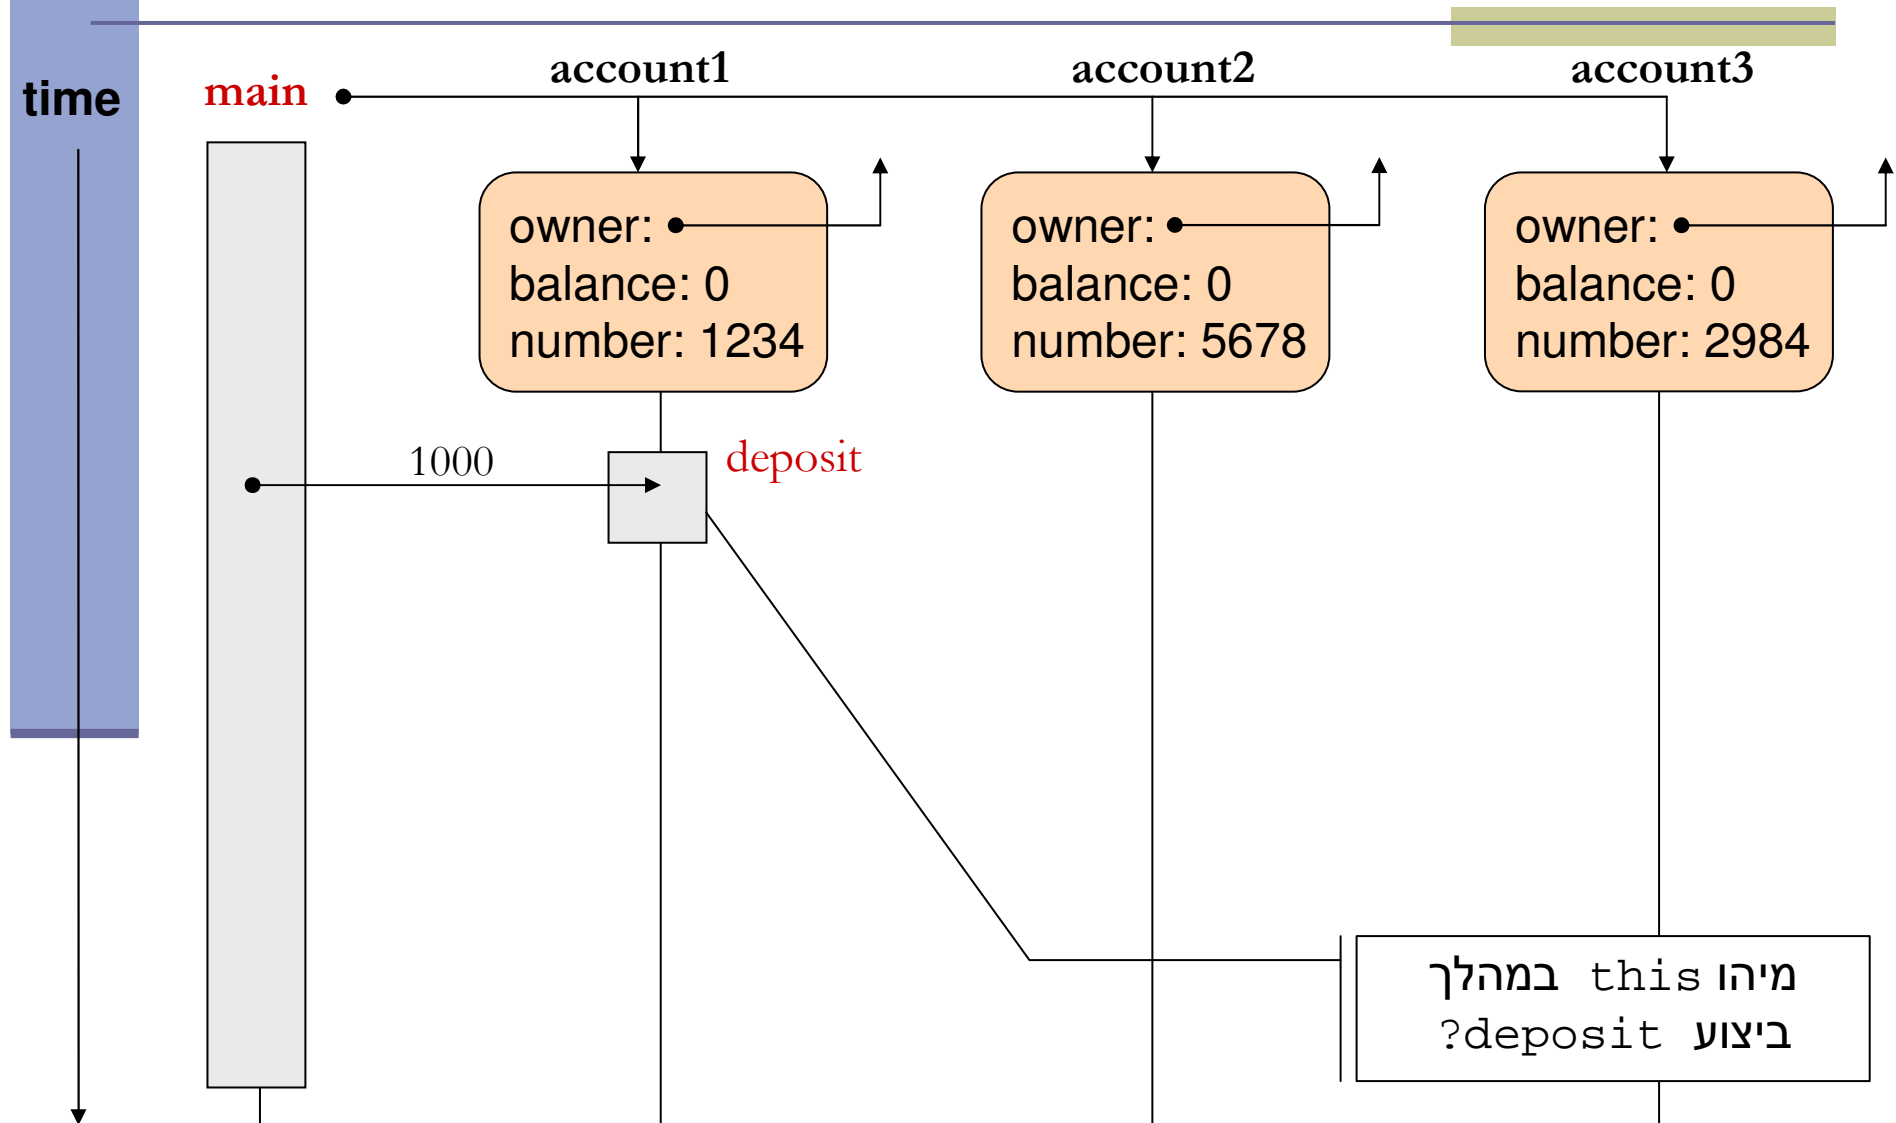 time
main
account1
account2
account3
owner:
balance: 0
number: 1234
owner:
balance: 0
number: 5678
owner:
balance: 0
number: 2984
1000
deposit
מיהו this במהלך
ביצוע deposit?